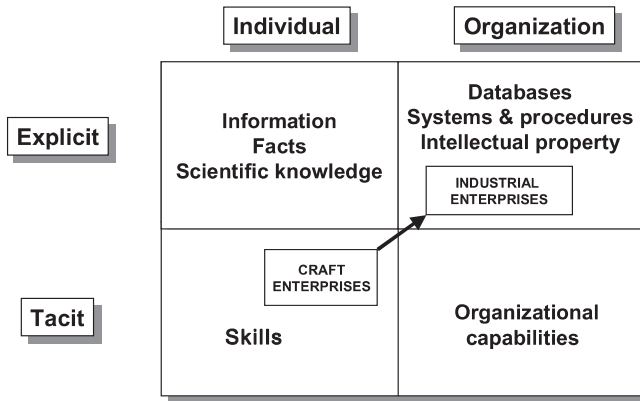 Individual
Organization
Explicit
Information
Facts
Scientific knowledge
Databases
Systems & procedures
Intellectual property
INDUSTRIAL
ENTERPRISES
CRAFT
ENTERPRISES
Tacit
Skills
Organizational
capabilities